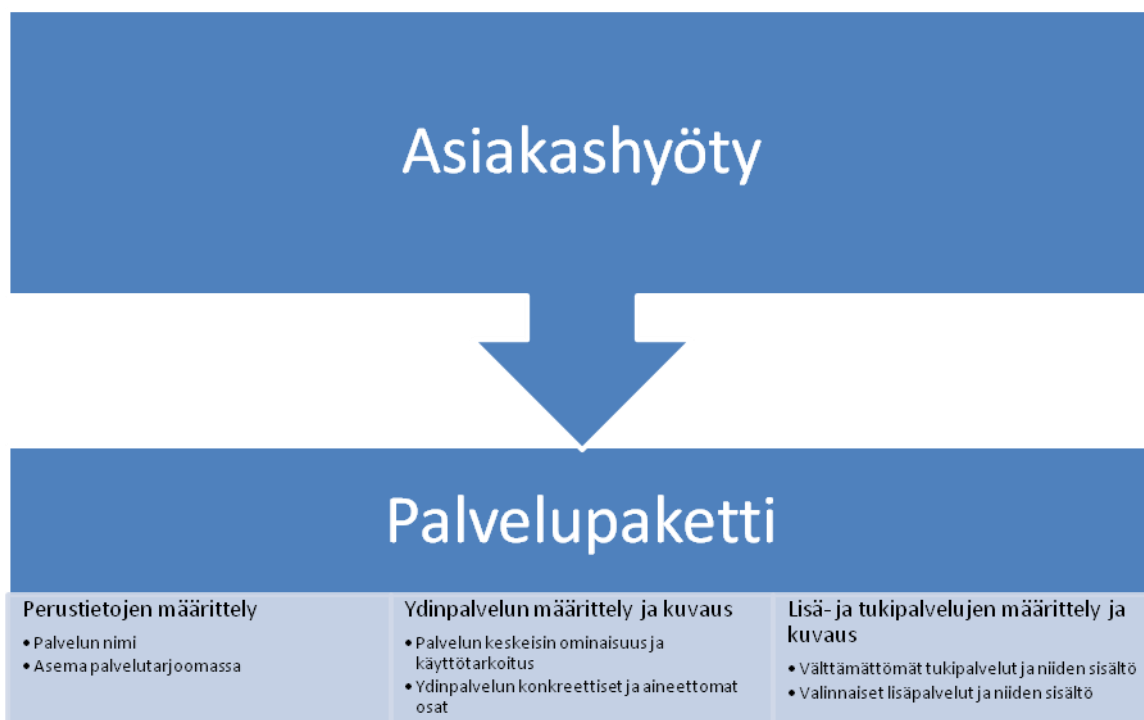 Asiakashyöty
Palvelupaketti
Perustietojen määrittely
• Palvelun nimi
• Asema palvelutarjoomassa
Ydinpalvelun määrittely ja kuvaus
• Palvelun keskeisin ominaisuus ja
käyttötarkoitus
• Ydinpalvelun konkreettiset ja aineettomat
osat
Lisä- ja tukipalvelujen määrittely ja
kuvaus
• Välttämättömät tukipalvelut ja niiden sisältö
• Valinnaiset lisäpalvelut ja niiden sisältö